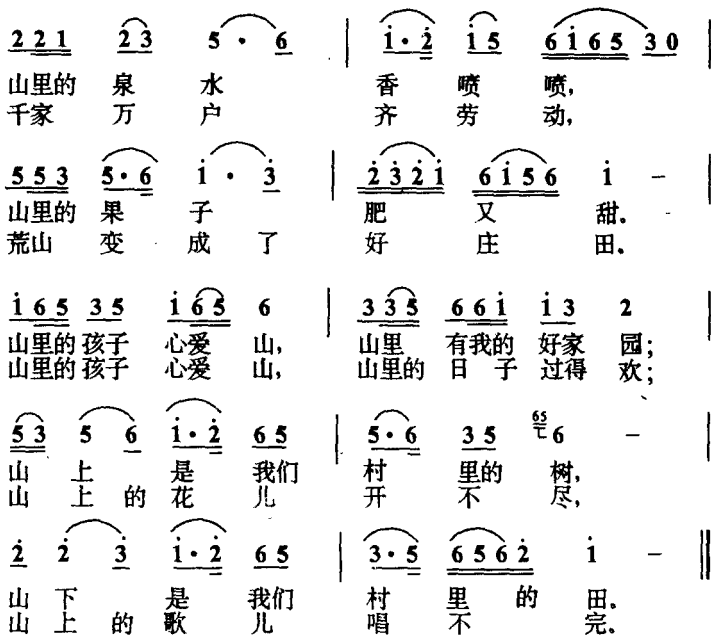 2 2 1 2 3 5 · 6 | i · 2̇ i 5 6 i 6 5 3 0 |
山里的 泉 水 香 喷 喷,
千家 万 户 齐 劳 动,
5 5 3 5 · 6 i · 3̇ | 2̇ 3̇ 2̇ i 6 i 5 6 i － |
山里的 果 子 肥 又 甜.
荒山 变 成 了 好 庄 田.
i 6 5 3 5 i 6 5 6 | 3 3 5 6 6 i i 3 2 |
山里的 孩子 心爱 山, 山里 有我的 好家 园;
山里的 孩子 心爱 山, 山里的 日 子 过得 欢;
5 3 5 6 i · 2̇ 6 5 | 5 · 6 3 5 65 6 － |
山 上 是 我们 村 里的 树,
山 上 的 花 儿 开 不 尽,
2̇ 2̇ 3̇ i · 2̇ 6 5 | 3 · 5 6 5 6 2̇ i － ‖
山 下 是 我们 村 里 的 田.
山 上 的 歌 儿 唱 不 完.